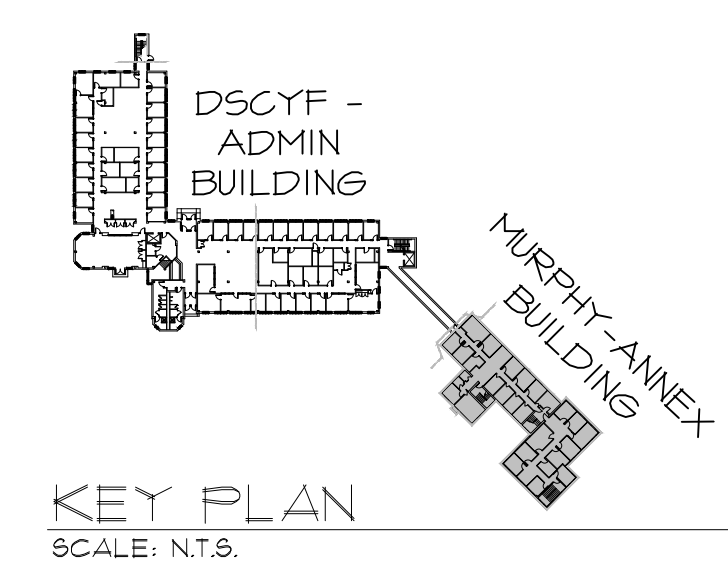 DSCYF -
ADMIN
BUILDING
MURPHY-ANNEX
BUILDING
KEY PLAN
SCALE: N.T.S.